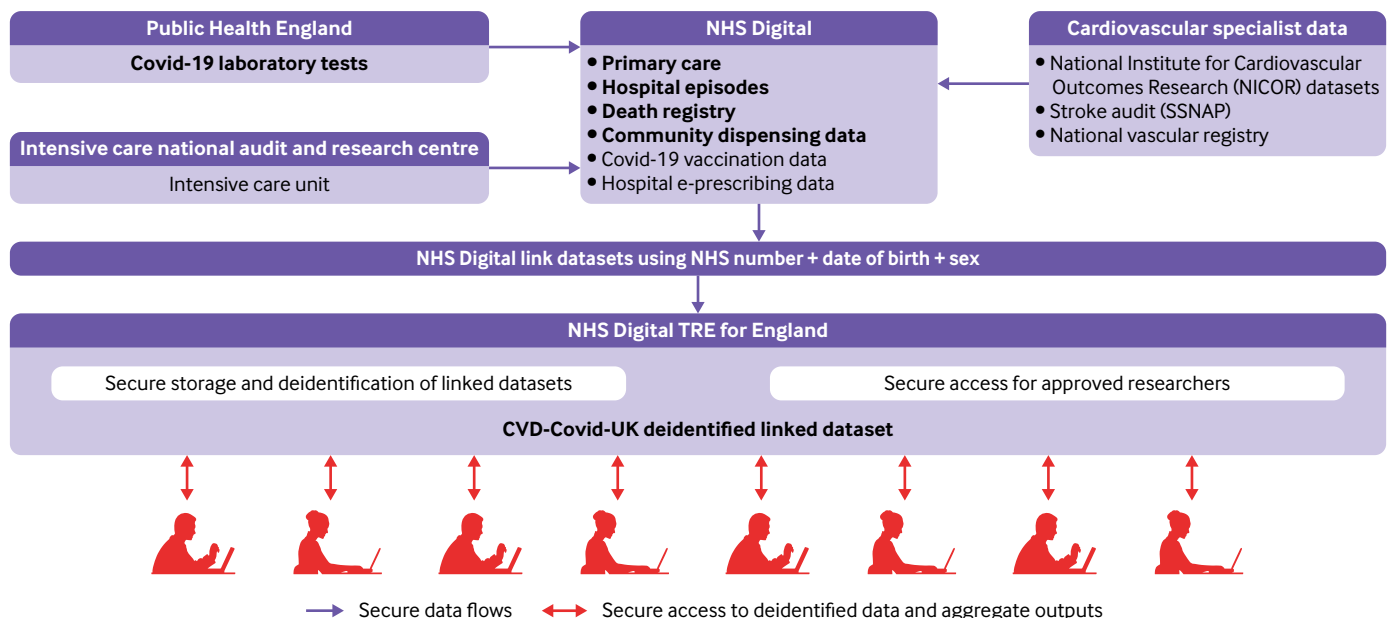 Public Health England
Covid-19 laboratory tests
Intensive care national audit and research centre
Intensive care unit
NHS Digital
• Primary care
• Hospital episodes
• Death registry
• Community dispensing data
• Covid-19 vaccination data
• Hospital e-prescribing data
Cardiovascular specialist data
• National Institute for Cardiovascular
Outcomes Research (NICOR) datasets
• Stroke audit (SSNAP)
• National vascular registry
NHS Digital link datasets using NHS number + date of birth + sex
NHS Digital TRE for England
Secure storage and deidentification of linked datasets
Secure access for approved researchers
CVD-Covid-UK deidentified linked dataset
Secure data flows
Secure access to deidentified data and aggregate outputs